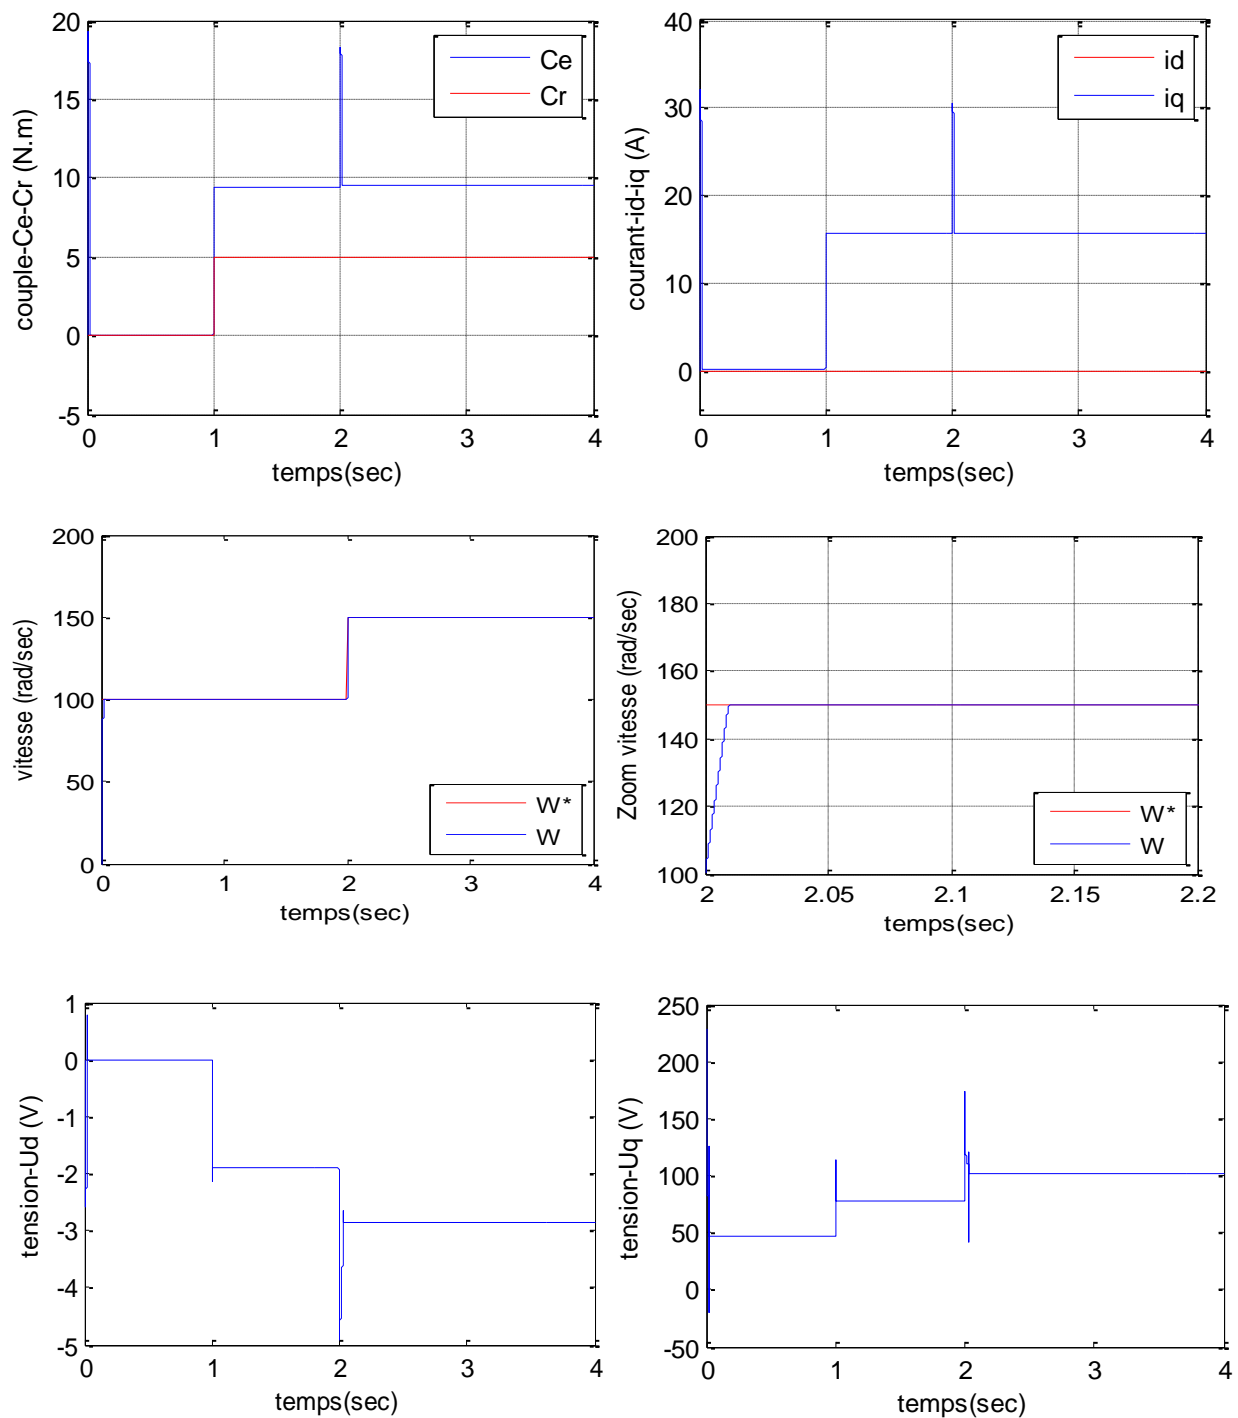 20
15
10
5
0
-5
couple-Ce-Cr (N.m)
Ce
Cr
0 1 2 3 4
temps(sec)
40
30
20
10
0
courant-id-iq (A)
id
iq
0 1 2 3 4
temps(sec)
200
150
100
50
0
vitesse (rad/sec)
W*
W
0 1 2 3 4
temps(sec)
200
180
160
140
120
100
Zoom vitesse (rad/sec)
W*
W
2 2.05 2.1 2.15 2.2
temps(sec)
1
0
-1
-2
-3
-4
-5
tension-Ud (V)
0 1 2 3 4
temps(sec)
250
200
150
100
50
0
-50
tension-Uq (V)
0 1 2 3 4
temps(sec)